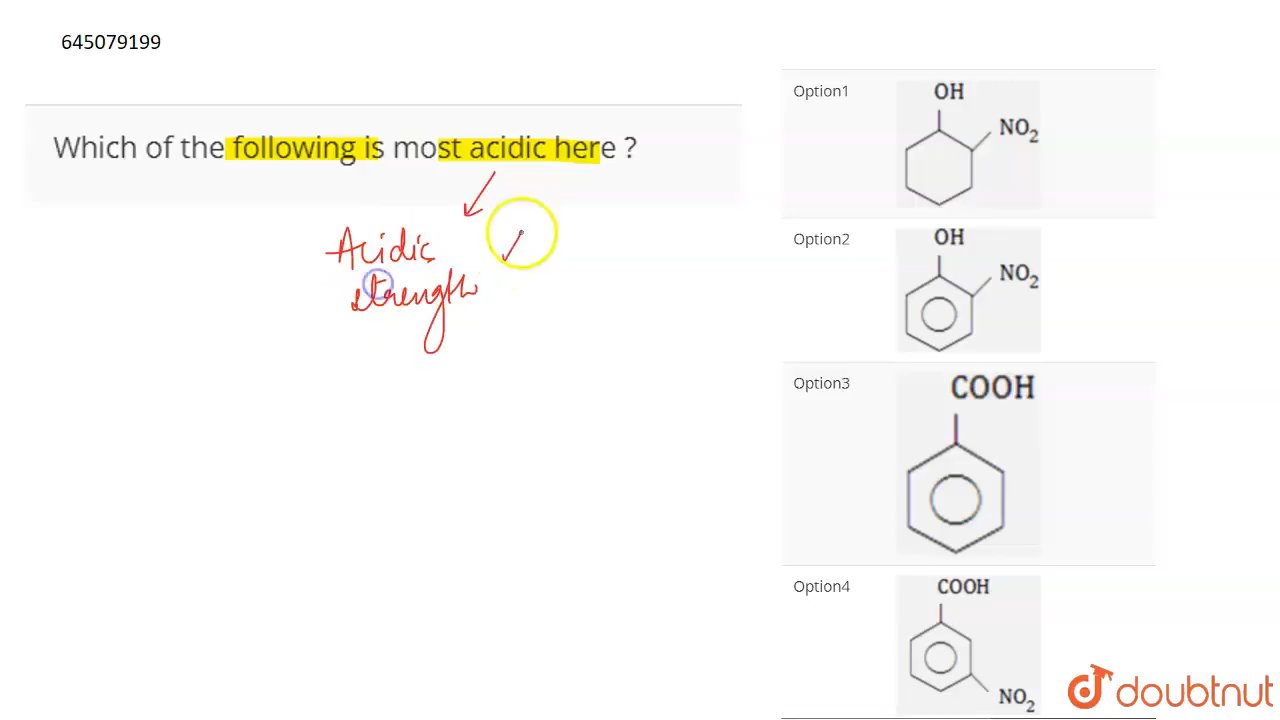 645079199
Which of the following is most acidic here ?
Acidic
strength
Option1
OH
NO2
Option2
OH
NO2
Option3
COOH
Option4
COOH
NO2
doubtnut